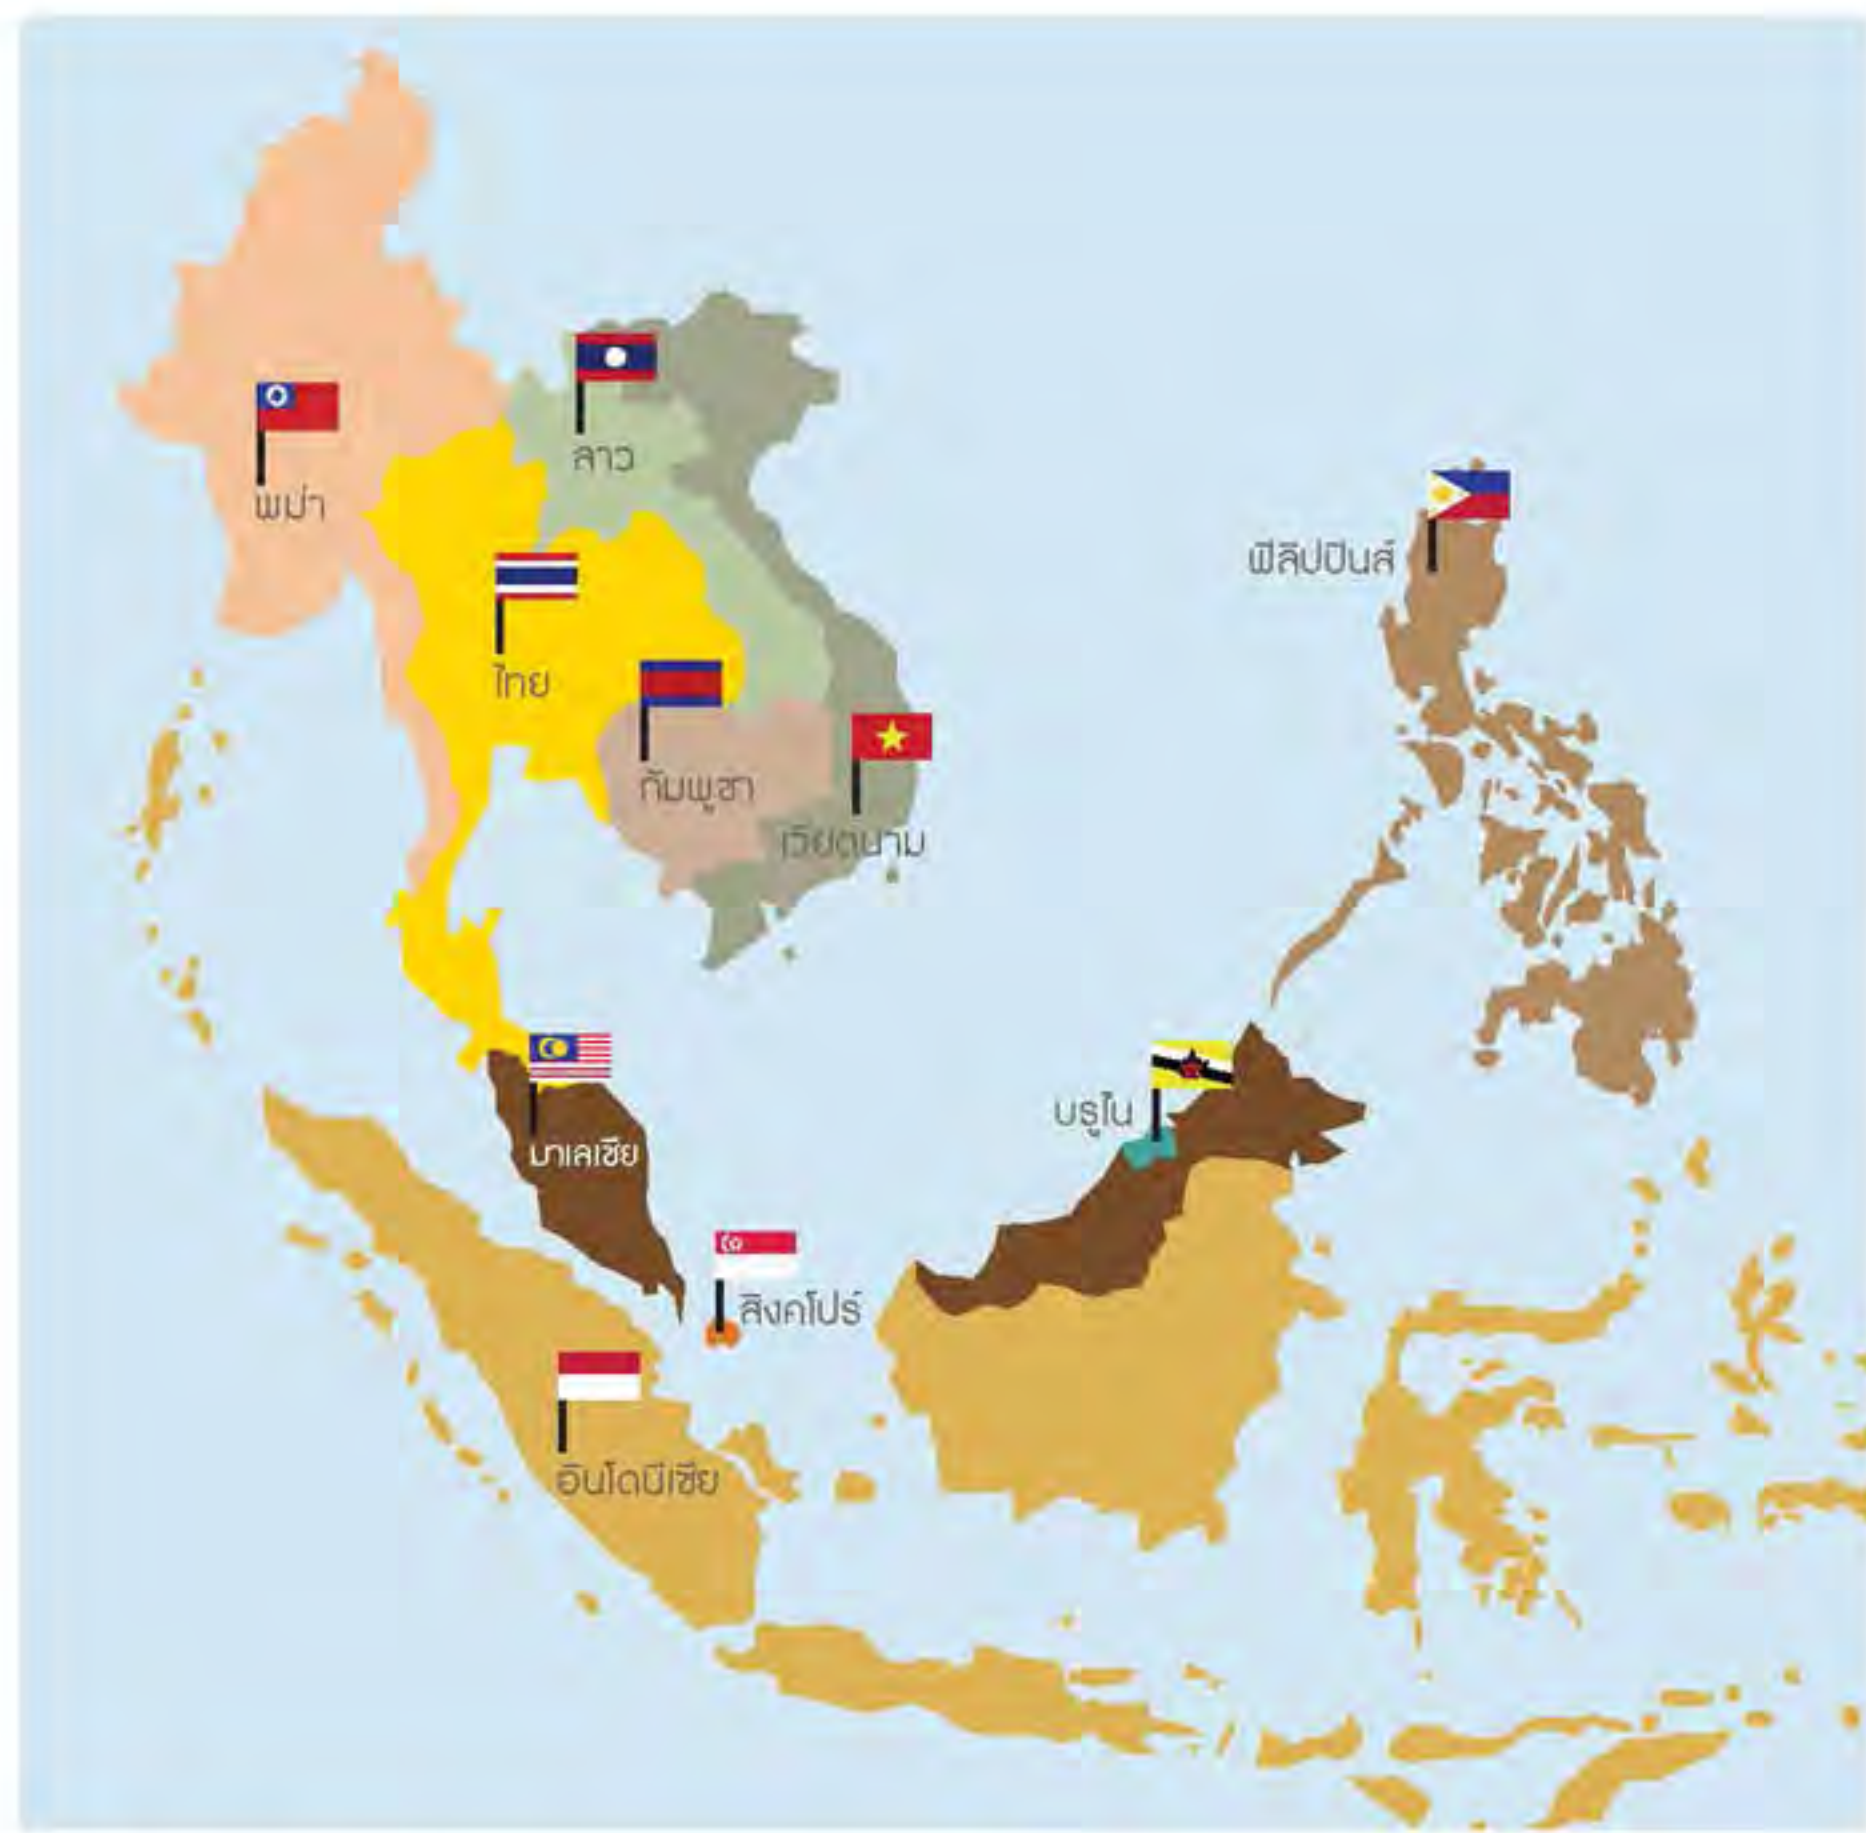 ลาว
พม่า
ฟิลิปปินส์
ไทย
กัมพูชา
เวียดนาม
บรูไน
มาเลเซีย
สิงคโปร์
อินโดนีเซีย